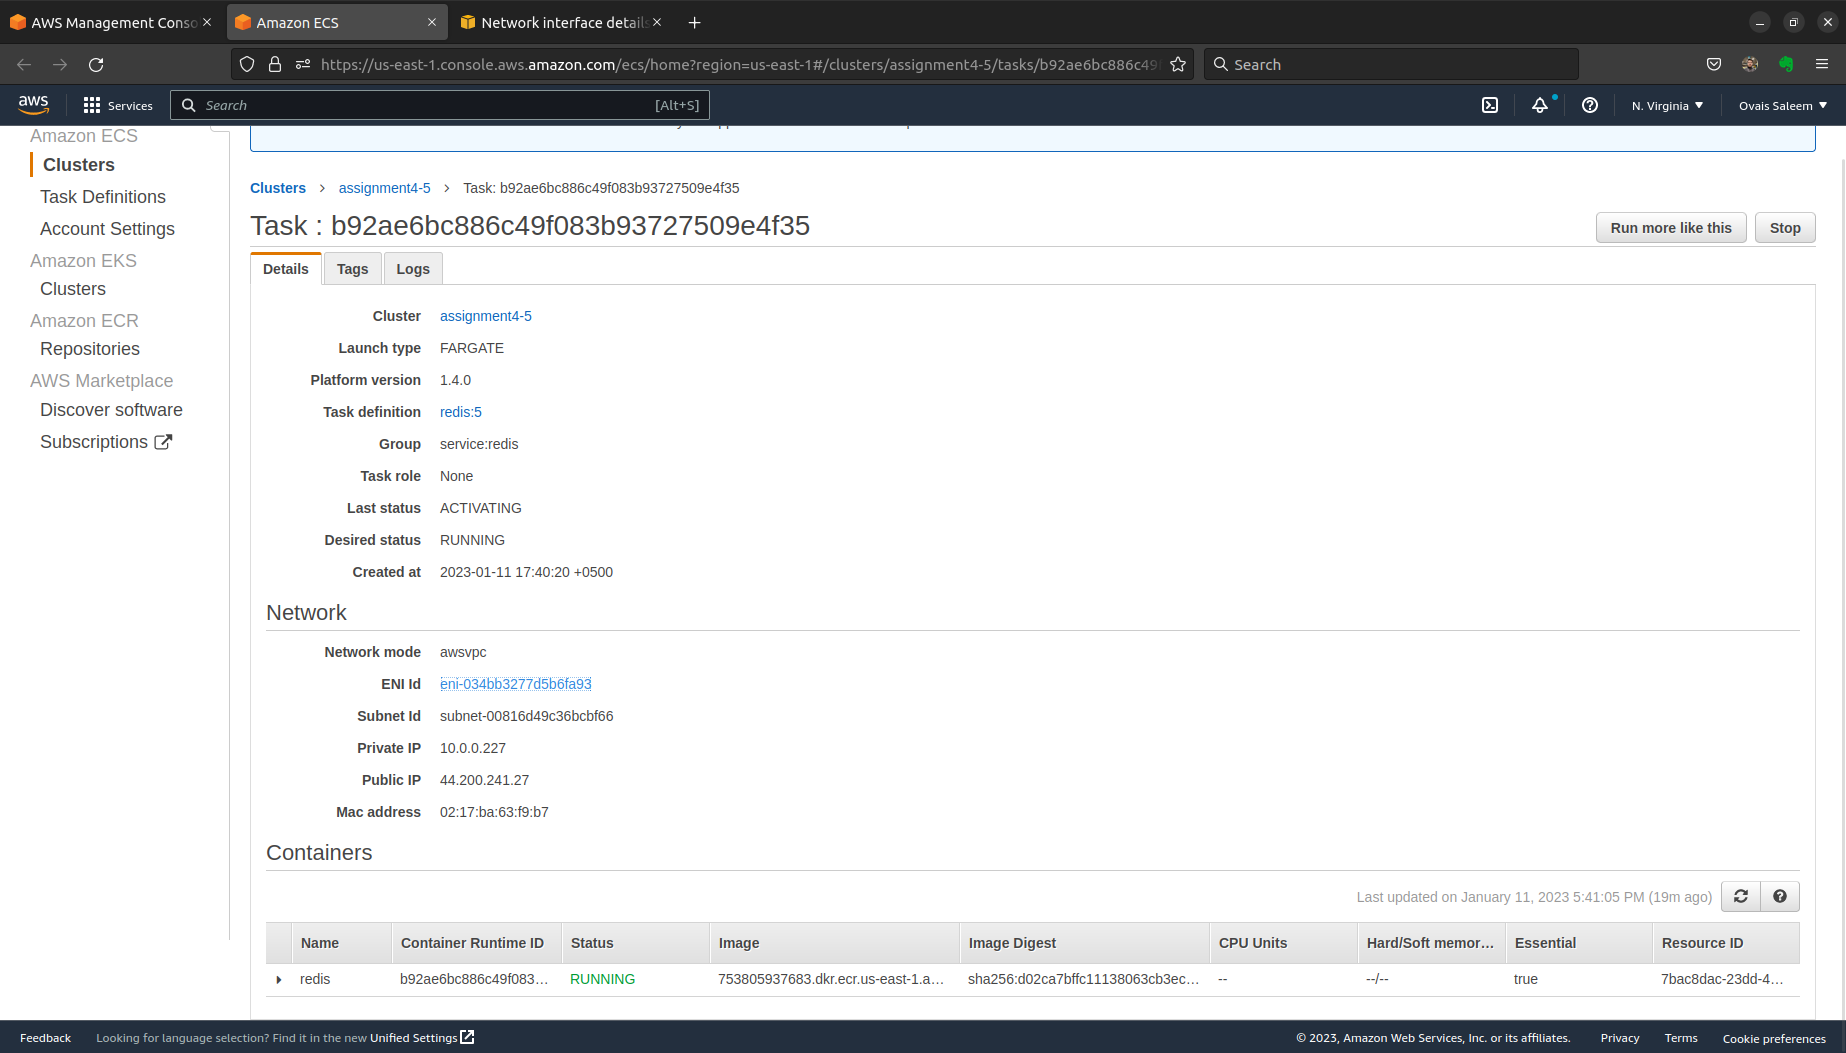 AWS Management Conso
Amazon ECS
Network interface details
https://us-east-1.console.aws.amazon.com/ecs/home?region=us-east-1#/clusters/assignment4-5/tasks/b92ae6bc886c49f
Search
aws
Services
Search
[Alt+S]
N. Virginia
Ovais Saleem
Amazon ECS
Clusters
Task Definitions
Account Settings
Amazon EKS
Clusters
Amazon ECR
Repositories
AWS Marketplace
Discover software
Subscriptions
Clusters > assignment4-5 > Task: b92ae6bc886c49f083b93727509e4f35
Task : b92ae6bc886c49f083b93727509e4f35
Run more like this
Stop
Details
Tags
Logs
Cluster assignment4-5
Launch type FARGATE
Platform version 1.4.0
Task definition redis:5
Group service:redis
Task role None
Last status ACTIVATING
Desired status RUNNING
Created at 2023-01-11 17:40:20 +0500
Network
Network mode awsvpc
ENI Id eni-034bb3277d5b6fa93
Subnet Id subnet-00816d49c36bcbf66
Private IP 10.0.0.227
Public IP 44.200.241.27
Mac address 02:17:ba:63:f9:b7
Containers
Last updated on January 11, 2023 5:41:05 PM (19m ago)
Name Container Runtime ID Status Image Image Digest CPU Units Hard/Soft memor... Essential Resource ID
redis b92ae6bc886c49f083... RUNNING 753805937683.dkr.ecr.us-east-1.a... sha256:d02ca7bffc11138063cb3ec... -- --/-- true 7bac8dac-23dd-4...
Feedback
Looking for language selection? Find it in the new Unified Settings
© 2023, Amazon Web Services, Inc. or its affiliates.
Privacy
Terms
Cookie preferences